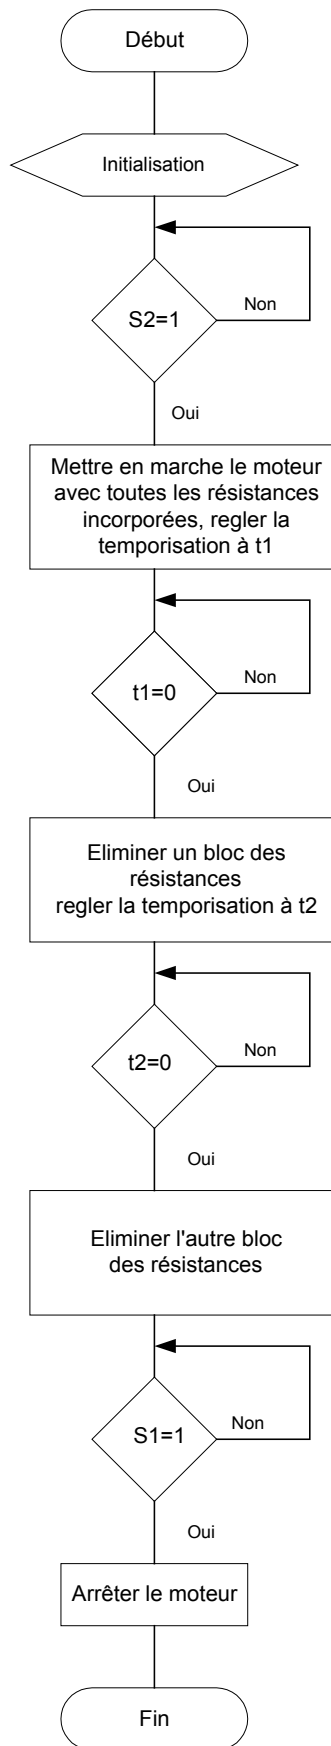 Début
Initialisation
S2=1
Non
Oui
Mettre en marche le moteur
avec toutes les résistances
incorporées, regler la
temporisation à t1
t1=0
Non
Oui
Eliminer un bloc des
résistances
regler la temporisation à t2
t2=0
Non
Oui
Eliminer l'autre bloc
des résistances
S1=1
Non
Oui
Arrêter le moteur
Fin